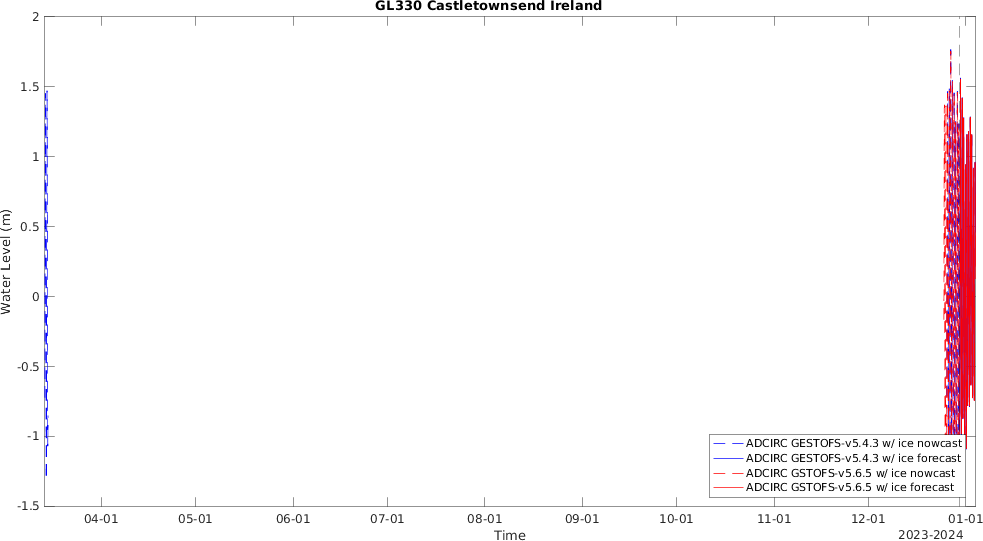 GL330 Castletownsend Ireland
Water Level (m)
2
1.5
1
0.5
0
-0.5
-1
-1.5
ADCIRC GESTOFS-v5.4.3 w/ ice nowcast
ADCIRC GESTOFS-v5.4.3 w/ ice forecast
ADCIRC GSTOFS-v5.6.5 w/ ice nowcast
ADCIRC GSTOFS-v5.6.5 w/ ice forecast
04-01 05-01 06-01 07-01 08-01 09-01 10-01 11-01 12-01 01-01
Time
2023-2024